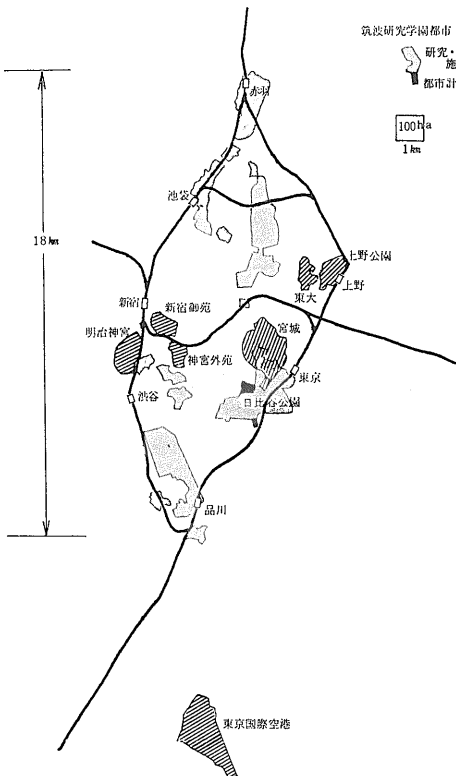 筑波研究学園都市
研究・
施
都市計
100ha
1km
赤羽
池袋
18km
上野公園
上野
東大
新宿
新宿御苑
宮城
明治神宮
神宮外苑
東京
渋谷
日比谷公園
品川
東京国際空港